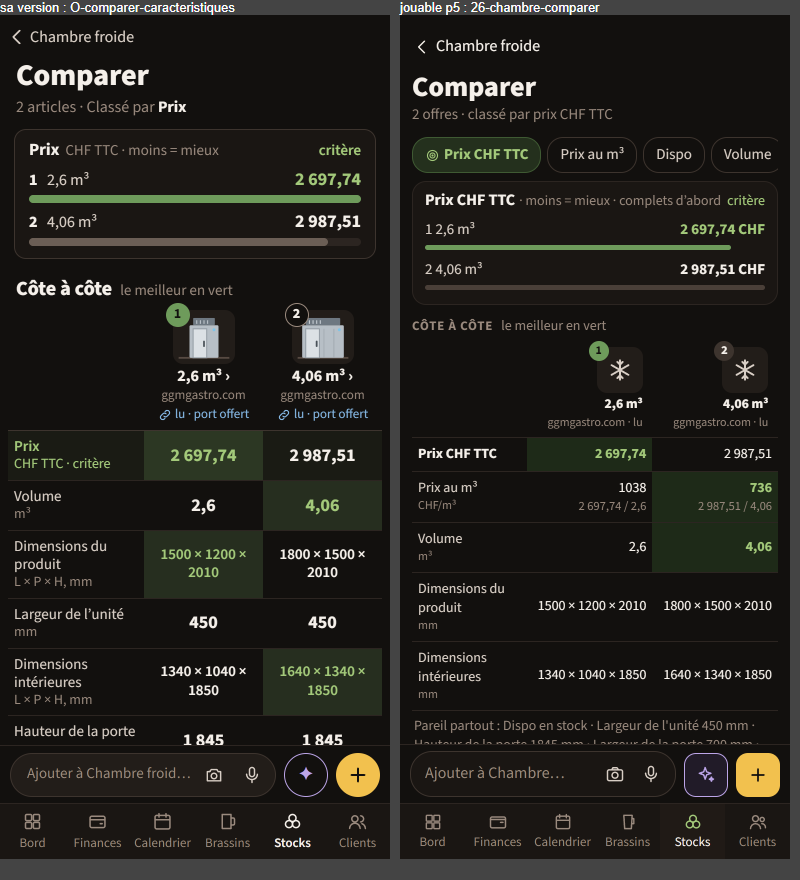 sa version : O-comparer-caracteristiques
Chambre froide
Comparer
2 articles · Classé par Prix
Prix CHF TTC · moins = mieux critère
1 2,6 m³ 2 697,74
2 4,06 m³ 2 987,51
Côte à côte le meilleur en vert
1 2
2,6 m³ › 4,06 m³ ›
ggmgastro.com ggmgastro.com
lu · port offert lu · port offert
Prix
CHF TTC · critère
2 697,74 2 987,51
Volume
m³
2,6 4,06
Dimensions du
produit
L × P × H, mm
1500 × 1200 ×
2010
1800 × 1500 ×
2010
Largeur de l’unité
mm
450 450
Dimensions
intérieures
L × P × H, mm
1340 × 1040 ×
1850
1640 × 1340 ×
1850
Hauteur de la porte
1 845 1 845
Ajouter à Chambre froid…
Bord Finances Calendrier Brassins Stocks Clients
jouable p5 : 26-chambre-comparer
Chambre froide
Comparer
2 offres · classé par prix CHF TTC
Prix CHF TTC Prix au m³ Dispo Volume
Prix CHF TTC · moins = mieux · complets d’abord critère
1 2,6 m³ 2 697,74 CHF
2 4,06 m³ 2 987,51 CHF
CÔTE À CÔTE le meilleur en vert
1 2
2,6 m³ 4,06 m³
ggmgastro.com · lu ggmgastro.com · lu
Prix CHF TTC 2 697,74 2 987,51
Prix au m³ 1038 736
CHF/m³ 2 697,74 / 2,6 2 987,51 / 4,06
Volume
m³
2,6 4,06
Dimensions du
produit
mm
1500 × 1200 × 2010 1800 × 1500 × 2010
Dimensions
intérieures
mm
1340 × 1040 × 1850 1640 × 1340 × 1850
Pareil partout : Dispo en stock · Largeur de l'unité 450 mm ·
Hauteur de la porte 1845 mm · Largeur de la porte 700 mm ·
Ajouter à Chambre…
Bord Finances Calendrier Brassins Stocks Clients